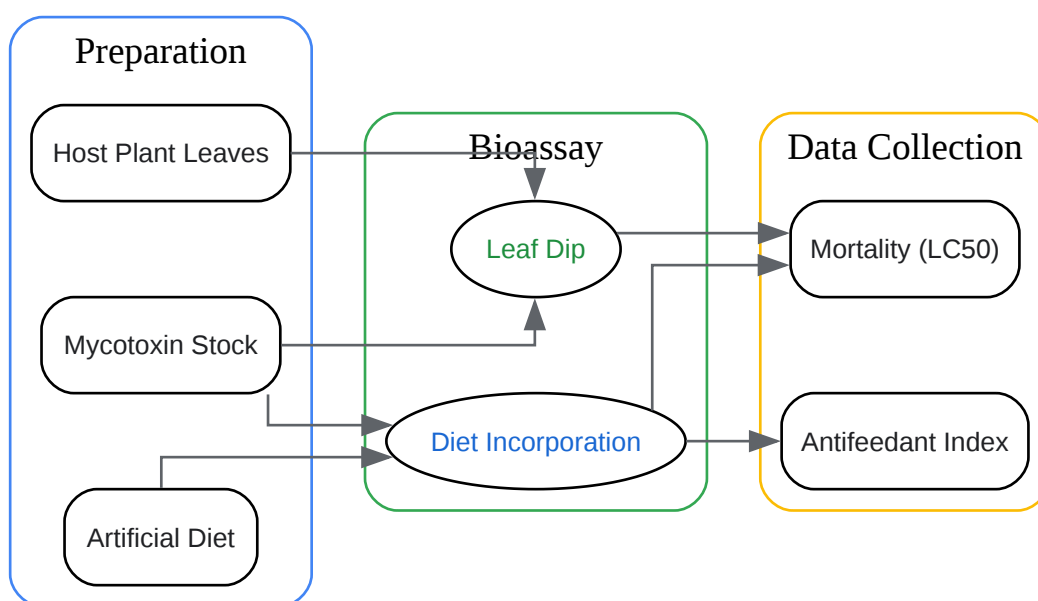 Preparation
Host Plant Leaves
Mycotoxin Stock
Artificial Diet
Bioassay
Leaf Dip
Diet Incorporation
Data Collection
Mortality (LC50)
Antifeedant Index